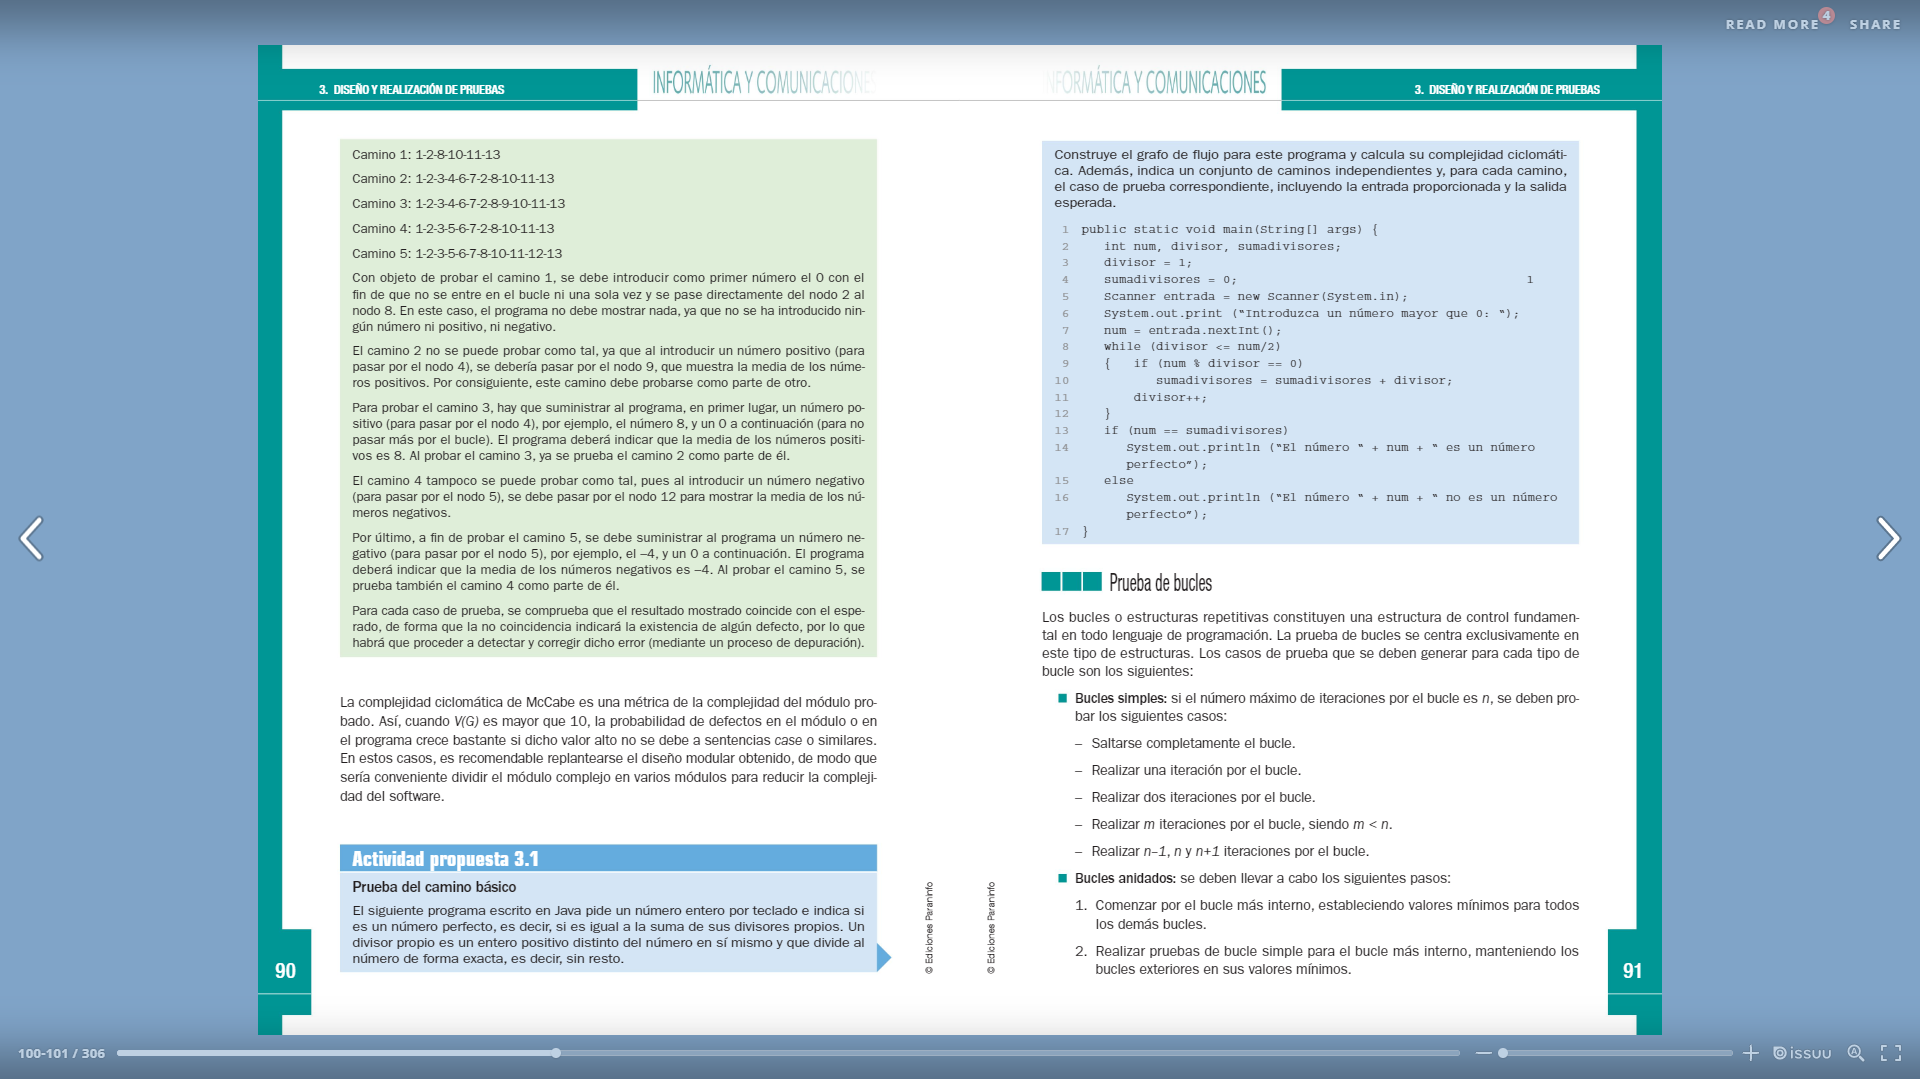 READ MORE 4 SHARE
3. DISEÑO Y REALIZACIÓN DE PRUEBAS
INFORMÁTICA Y COMUNICACIONES
Camino 1: 1-2-8-10-11-13
Camino 2: 1-2-3-4-6-7-2-8-10-11-13
Camino 3: 1-2-3-4-6-7-2-8-9-10-11-13
Camino 4: 1-2-3-5-6-7-2-8-10-11-13
Camino 5: 1-2-3-5-6-7-8-10-11-12-13
Con objeto de probar el camino 1, se debe introducir como primer número el 0 con el
fin de que no se entre en el bucle ni una sola vez y se pase directamente del nodo 2 al
nodo 8. En este caso, el programa no debe mostrar nada, ya que no se ha introducido nin-
gún número ni positivo, ni negativo.
El camino 2 no se puede probar como tal, ya que al introducir un número positivo (para
pasar por el nodo 4), se debería pasar por el nodo 9, que muestra la media de los núme-
ros positivos. Por consiguiente, este camino debe probarse como parte de otro.
Para probar el camino 3, hay que suministrar al programa, en primer lugar, un número po-
sitivo (para pasar por el nodo 4), por ejemplo, el número 8, y un 0 a continuación (para no
pasar más por el bucle). El programa deberá indicar que la media de los números positi-
vos es 8. Al probar el camino 3, ya se prueba el camino 2 como parte de él.
El camino 4 tampoco se puede probar como tal, pues al introducir un número negativo
(para pasar por el nodo 5), se debe pasar por el nodo 12 para mostrar la media de los nú-
meros negativos.
Por último, a fin de probar el camino 5, se debe suministrar al programa un número ne-
gativo (para pasar por el nodo 5), por ejemplo, el –4, y un 0 a continuación. El programa
deberá indicar que la media de los números negativos es –4. Al probar el camino 5, se
prueba también el camino 4 como parte de él.
Para cada caso de prueba, se comprueba que el resultado mostrado coincide con el espe-
rado, de forma que la no coincidencia indicará la existencia de algún defecto, por lo que
habrá que proceder a detectar y corregir dicho error (mediante un proceso de depuración).
La complejidad ciclomática de McCabe es una métrica de la complejidad del módulo pro-
bado. Así, cuando V(G) es mayor que 10, la probabilidad de defectos en el módulo o en
el programa crece bastante si dicho valor alto no se debe a sentencias case o similares.
En estos casos, es recomendable replantearse el diseño modular obtenido, de modo que
sería conveniente dividir el módulo complejo en varios módulos para reducir la compleji-
dad del software.
Actividad propuesta 3.1
Prueba del camino básico
El siguiente programa escrito en Java pide un número entero por teclado e indica si
es un número perfecto, es decir, si es igual a la suma de sus divisores propios. Un
divisor propio es un entero positivo distinto del número en sí mismo y que divide al
número de forma exacta, es decir, sin resto.
© Ediciones Paraninfo
90
INFORMÁTICA Y COMUNICACIONES
3. DISEÑO Y REALIZACIÓN DE PRUEBAS
Construye el grafo de flujo para este programa y calcula su complejidad ciclomáti-
ca. Además, indica un conjunto de caminos independientes y, para cada camino,
el caso de prueba correspondiente, incluyendo la entrada proporcionada y la salida
esperada.
1 public static void main(String[] args) {
2 int num, divisor, sumadivisores;
3 divisor = 1;
4 sumadivisores = 0; 1
5 Scanner entrada = new Scanner(System.in);
6 System.out.print (“Introduzca un número mayor que 0: “);
7 num = entrada.nextInt();
8 while (divisor <= num/2)
9 { if (num % divisor == 0)
10 sumadivisores = sumadivisores + divisor;
11 divisor++;
12 }
13 if (num == sumadivisores)
14 System.out.println (“El número “ + num + “ es un número
perfecto”);
15 else
16 System.out.println (“El número “ + num + “ no es un número
perfecto”);
17 }
Prueba de bucles
Los bucles o estructuras repetitivas constituyen una estructura de control fundamen-
tal en todo lenguaje de programación. La prueba de bucles se centra exclusivamente en
este tipo de estructuras. Los casos de prueba que se deben generar para cada tipo de
bucle son los siguientes:
Bucles simples: si el número máximo de iteraciones por el bucle es n, se deben pro-
bar los siguientes casos:
– Saltarse completamente el bucle.
– Realizar una iteración por el bucle.
– Realizar dos iteraciones por el bucle.
– Realizar m iteraciones por el bucle, siendo m < n.
– Realizar n–1, n y n+1 iteraciones por el bucle.
Bucles anidados: se deben llevar a cabo los siguientes pasos:
1. Comenzar por el bucle más interno, estableciendo valores mínimos para todos
los demás bucles.
2. Realizar pruebas de bucle simple para el bucle más interno, manteniendo los
bucles exteriores en sus valores mínimos.
© Ediciones Paraninfo
91
100-101 / 306
issuu